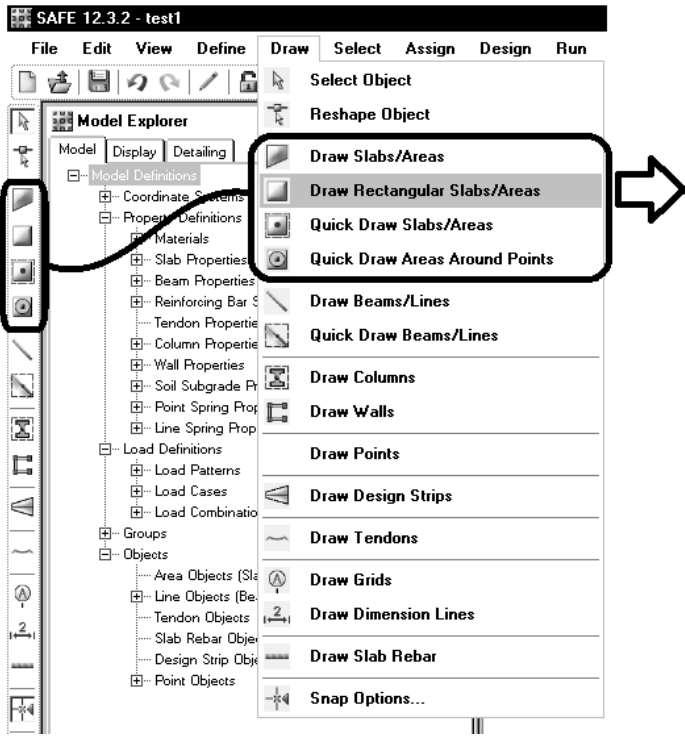 SAFE 12.3.2 - test1
File Edit View Define Draw Select Assign Design Run
Model Explorer
Model Display Detailing
Model Definitions
Coordinate Systems
Property Definitions
Materials
Slab Properties
Beam Properties
Reinforcing Bar S
Tendon Propertie
Column Propertie
Wall Properties
Soil Subgrade Pr
Point Spring Prop
Line Spring Prop
Load Definitions
Load Patterns
Load Cases
Load Combinatio
Groups
Objects
Area Objects (Sla
Line Objects (Be
Tendon Objects
Slab Rebar Obje
Design Strip Obje
Point Objects
Select Object
Reshape Object
Draw Slabs/Areas
Draw Rectangular Slabs/Areas
Quick Draw Slabs/Areas
Quick Draw Areas Around Points
Draw Beams/Lines
Quick Draw Beams/Lines
Draw Columns
Draw Walls
Draw Points
Draw Design Strips
Draw Tendons
Draw Grids
Draw Dimension Lines
Draw Slab Rebar
Snap Options...